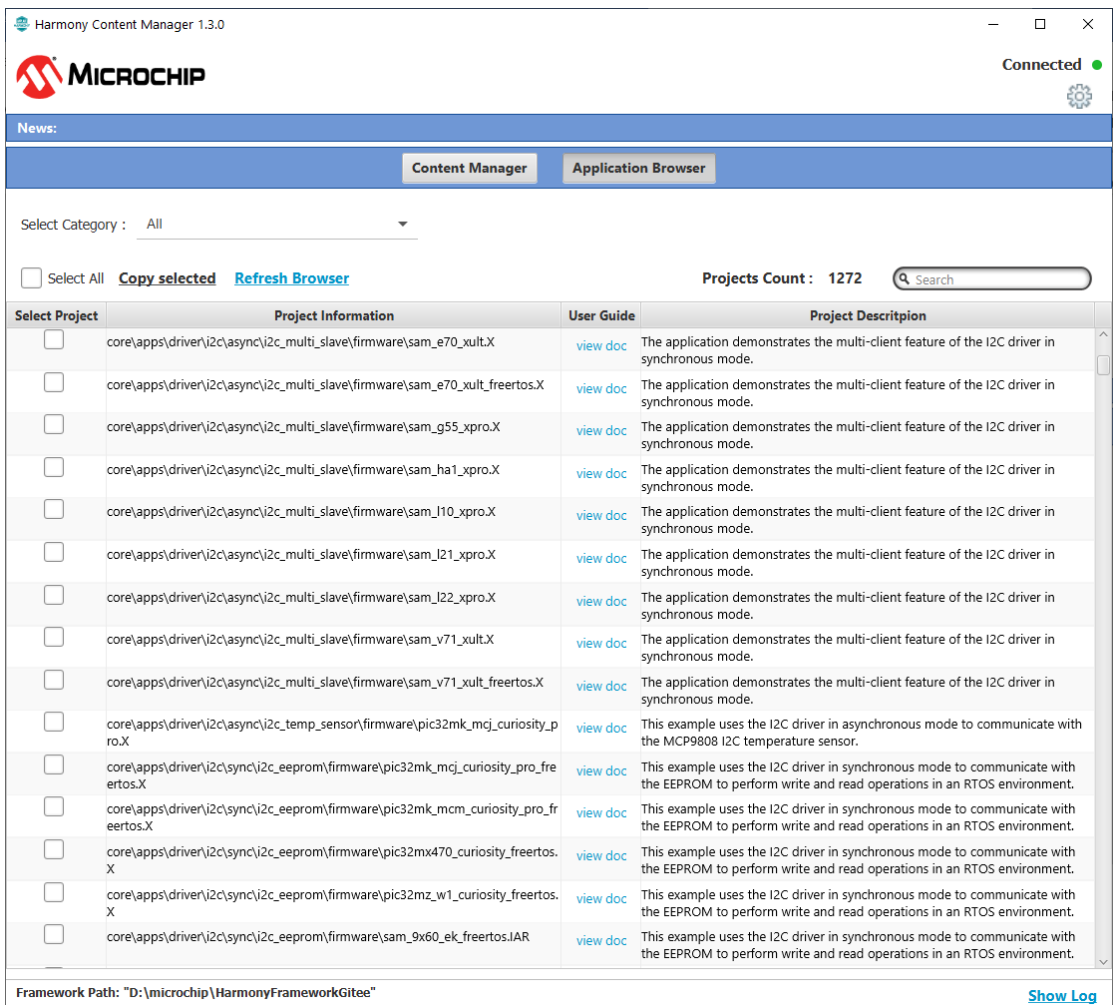 Harmony Content Manager 1.3.0
MICROCHIP
Connected
News:
Content Manager Application Browser
Select Category : All
Select All Copy selected Refresh Browser Projects Count : 1272 Search
Select Project Project Information User Guide Project Descritpion
core\apps\driver\i2c\async\i2c_multi_slave\firmware\sam_e70_xult.X view doc The application demonstrates the multi-client feature of the I2C driver in
synchronous mode.
core\apps\driver\i2c\async\i2c_multi_slave\firmware\sam_e70_xult_freertos.X view doc The application demonstrates the multi-client feature of the I2C driver in
synchronous mode.
core\apps\driver\i2c\async\i2c_multi_slave\firmware\sam_g55_xpro.X view doc The application demonstrates the multi-client feature of the I2C driver in
synchronous mode.
core\apps\driver\i2c\async\i2c_multi_slave\firmware\sam_ha1_xpro.X view doc The application demonstrates the multi-client feature of the I2C driver in
synchronous mode.
core\apps\driver\i2c\async\i2c_multi_slave\firmware\sam_l10_xpro.X view doc The application demonstrates the multi-client feature of the I2C driver in
synchronous mode.
core\apps\driver\i2c\async\i2c_multi_slave\firmware\sam_l21_xpro.X view doc The application demonstrates the multi-client feature of the I2C driver in
synchronous mode.
core\apps\driver\i2c\async\i2c_multi_slave\firmware\sam_l22_xpro.X view doc The application demonstrates the multi-client feature of the I2C driver in
synchronous mode.
core\apps\driver\i2c\async\i2c_multi_slave\firmware\sam_v71_xult.X view doc The application demonstrates the multi-client feature of the I2C driver in
synchronous mode.
core\apps\driver\i2c\async\i2c_multi_slave\firmware\sam_v71_xult_freertos.X view doc The application demonstrates the multi-client feature of the I2C driver in
synchronous mode.
core\apps\driver\i2c\async\i2c_temp_sensor\firmware\pic32mk_mcj_curiosity_p view doc This example uses the I2C driver in asynchronous mode to communicate with
ro.X the MCP9808 I2C temperature sensor.
core\apps\driver\i2c\sync\i2c_eeprom\firmware\pic32mk_mcj_curiosity_pro_fre view doc This example uses the I2C driver in synchronous mode to communicate with
ertos.X the EEPROM to perform write and read operations in an RTOS environment.
core\apps\driver\i2c\sync\i2c_eeprom\firmware\pic32mk_mcm_curiosity_pro_fr view doc This example uses the I2C driver in synchronous mode to communicate with
eertos.X the EEPROM to perform write and read operations in an RTOS environment.
core\apps\driver\i2c\sync\i2c_eeprom\firmware\pic32mx470_curiosity_freertos. view doc This example uses the I2C driver in synchronous mode to communicate with
X the EEPROM to perform write and read operations in an RTOS environment.
core\apps\driver\i2c\sync\i2c_eeprom\firmware\pic32mz_w1_curiosity_freertos. view doc This example uses the I2C driver in synchronous mode to communicate with
X the EEPROM to perform write and read operations in an RTOS environment.
core\apps\driver\i2c\sync\i2c_eeprom\firmware\sam_9x60_ek_freertos.IAR view doc This example uses the I2C driver in synchronous mode to communicate with
the EEPROM to perform write and read operations in an RTOS environment.
Framework Path: "D:\microchip\HarmonyFrameworkGitee" Show Log